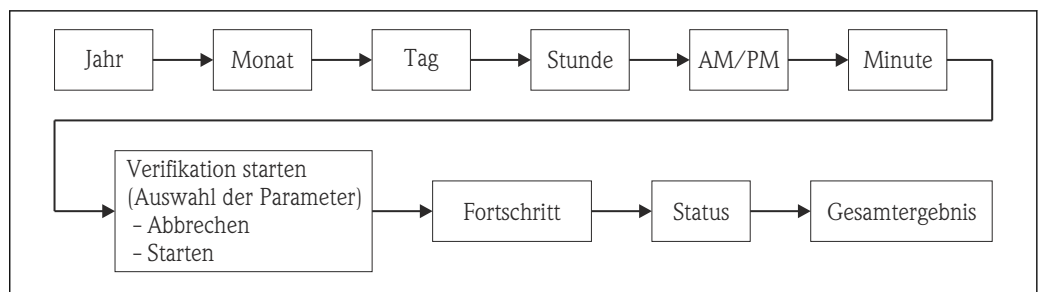 Jahr
Monat
Tag
Stunde
AM/PM
Minute
Verifikation starten
(Auswahl der Parameter)
- Abbrechen
- Starten
Fortschritt
Status
Gesamtergebnis